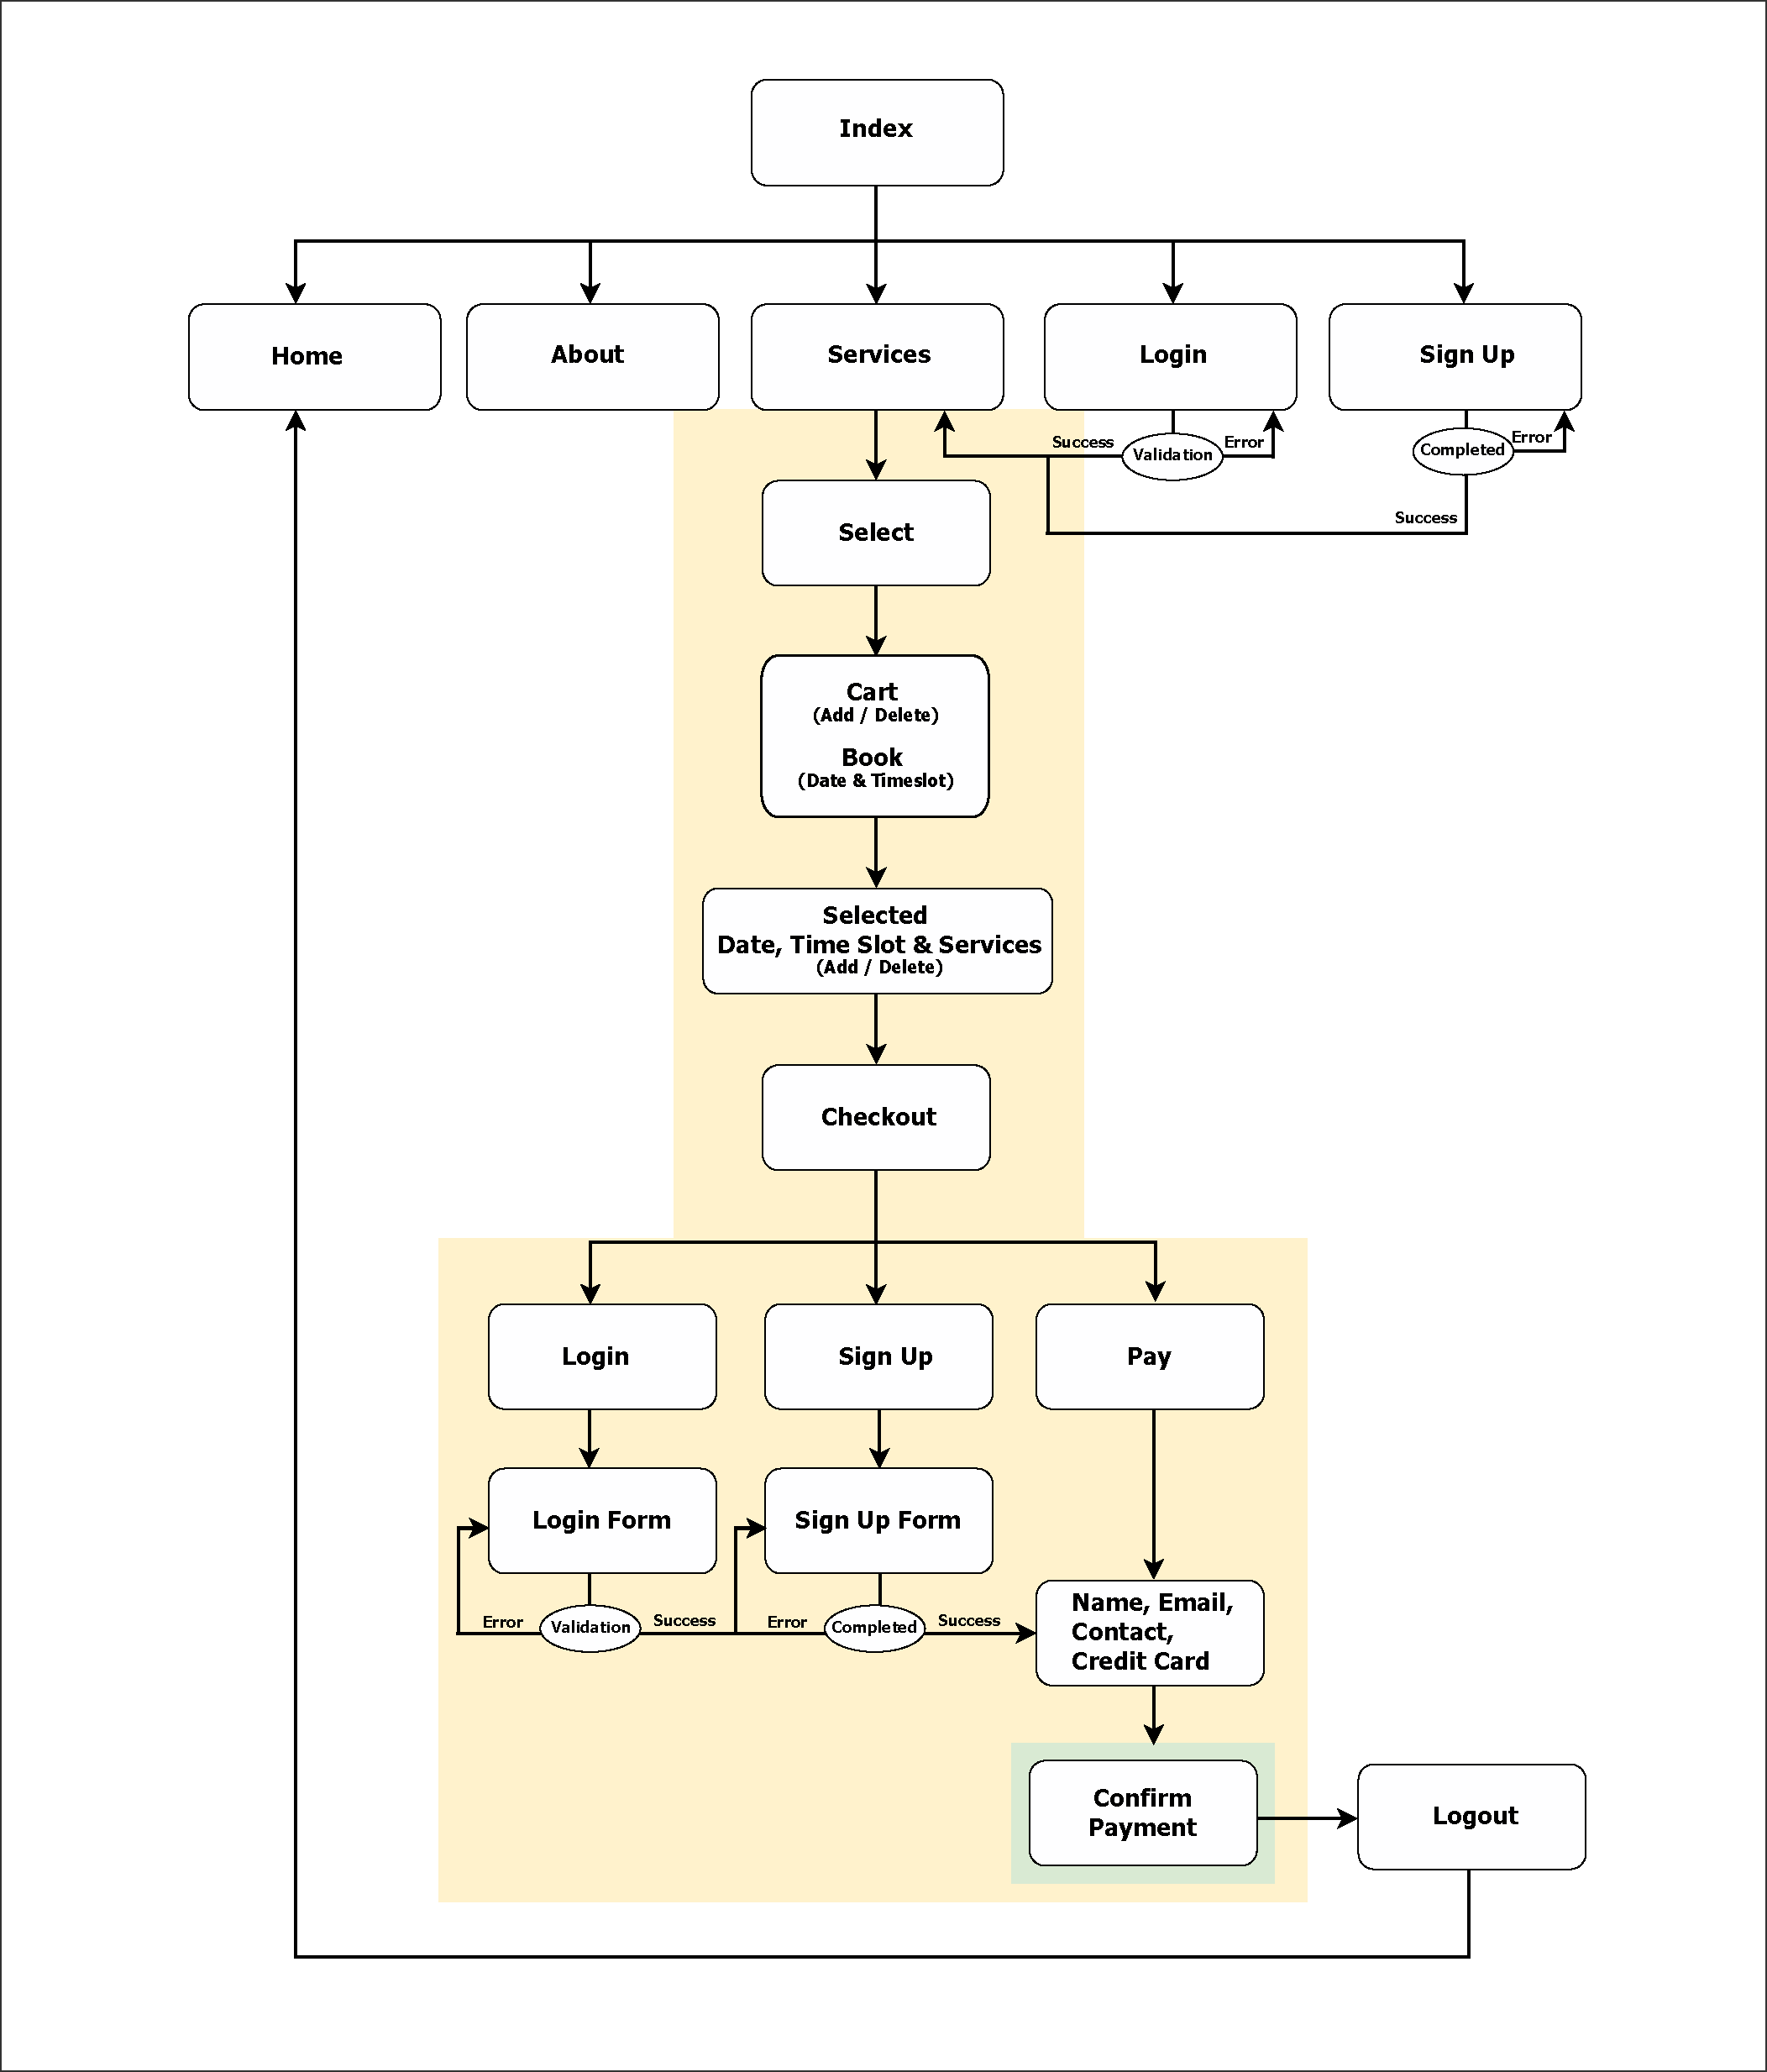 Index
Home
About
Services
Login
Sign Up
Success
Validation
Error
Completed
Error
Success
Select
Cart
(Add / Delete)
Book
(Date & Timeslot)
Selected
Date, Time Slot & Services
(Add / Delete)
Checkout
Login
Sign Up
Pay
Login Form
Sign Up Form
Error
Validation
Success
Error
Completed
Success
Name, Email,
Contact,
Credit Card
Confirm
Payment
Logout